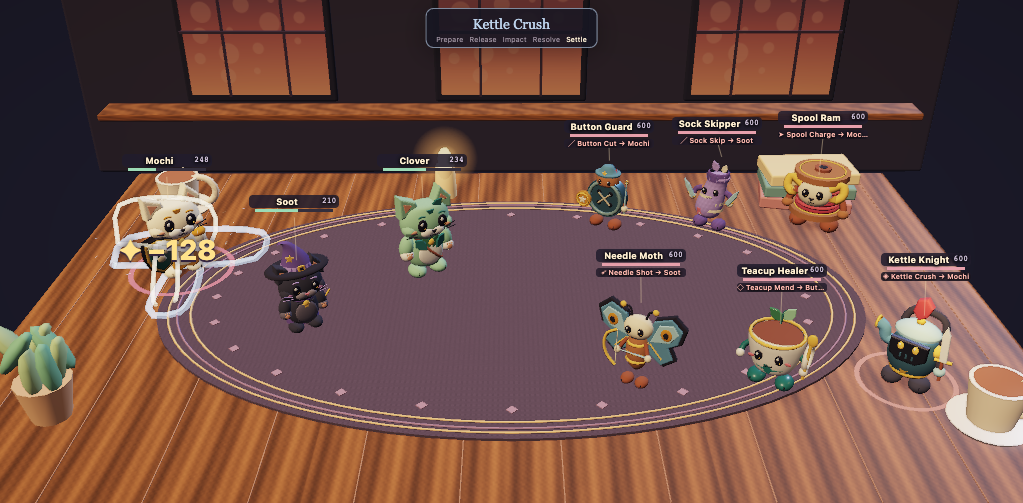 Kettle Crush
Prepare Release Impact Resolve Settle
Button Guard 600
Button Cut → Mochi
Sock Skipper 600
Sock Skip → Soot
Spool Ram 600
Spool Charge → Moc...
Mochi 248
Clover 234
Soot 210
✦ −128
Needle Moth 600
Needle Shot → Soot
Teacup Healer 600
Teacup Mend → But...
Kettle Knight 600
Kettle Crush → Mochi